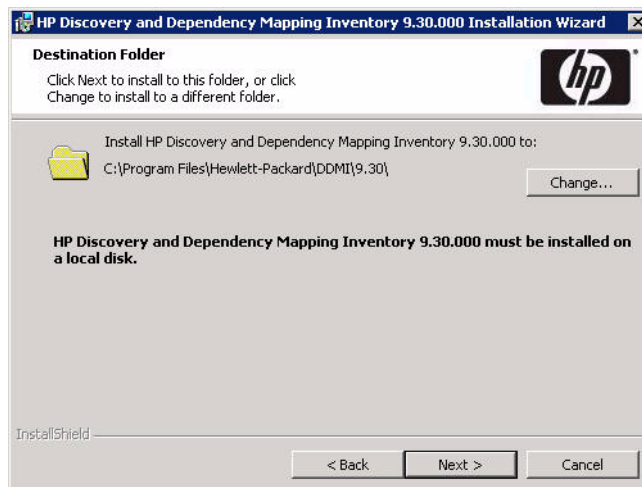 HP Discovery and Dependency Mapping Inventory 9.30.000 Installation Wizard
Destination Folder
Click Next to install to this folder, or click
Change to install to a different folder.
hp
Install HP Discovery and Dependency Mapping Inventory 9.30.000 to:
C:\Program Files\Hewlett-Packard\DDMI\9.30\
Change...
HP Discovery and Dependency Mapping Inventory 9.30.000 must be installed on
a local disk.
InstallShield
< Back
Next >
Cancel